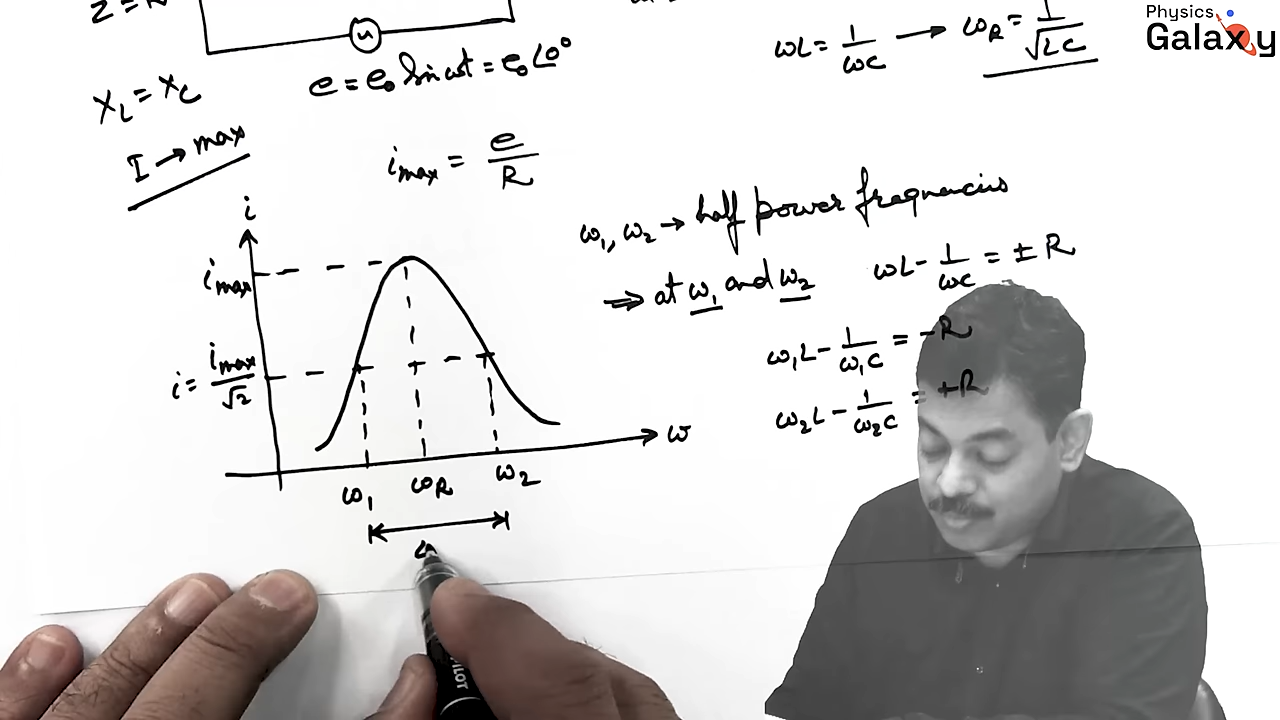 Physics
Galaxy
ωL = 1/ωC → ω_R = 1/√LC
e = e₀ sin ωt = e₀∠0°
X_L = X_C
I → max
i_max = e/R
i
i_max
i = i_max/√2
ω₁ ω_R ω₂
ω
ω₁, ω₂ → half power frequencies
⇒ at ω₁ and ω₂ ωL - 1/ωC = ± R
ω₁L - 1/ω₁C = -R
ω₂L - 1/ω₂C = +R
PILOT